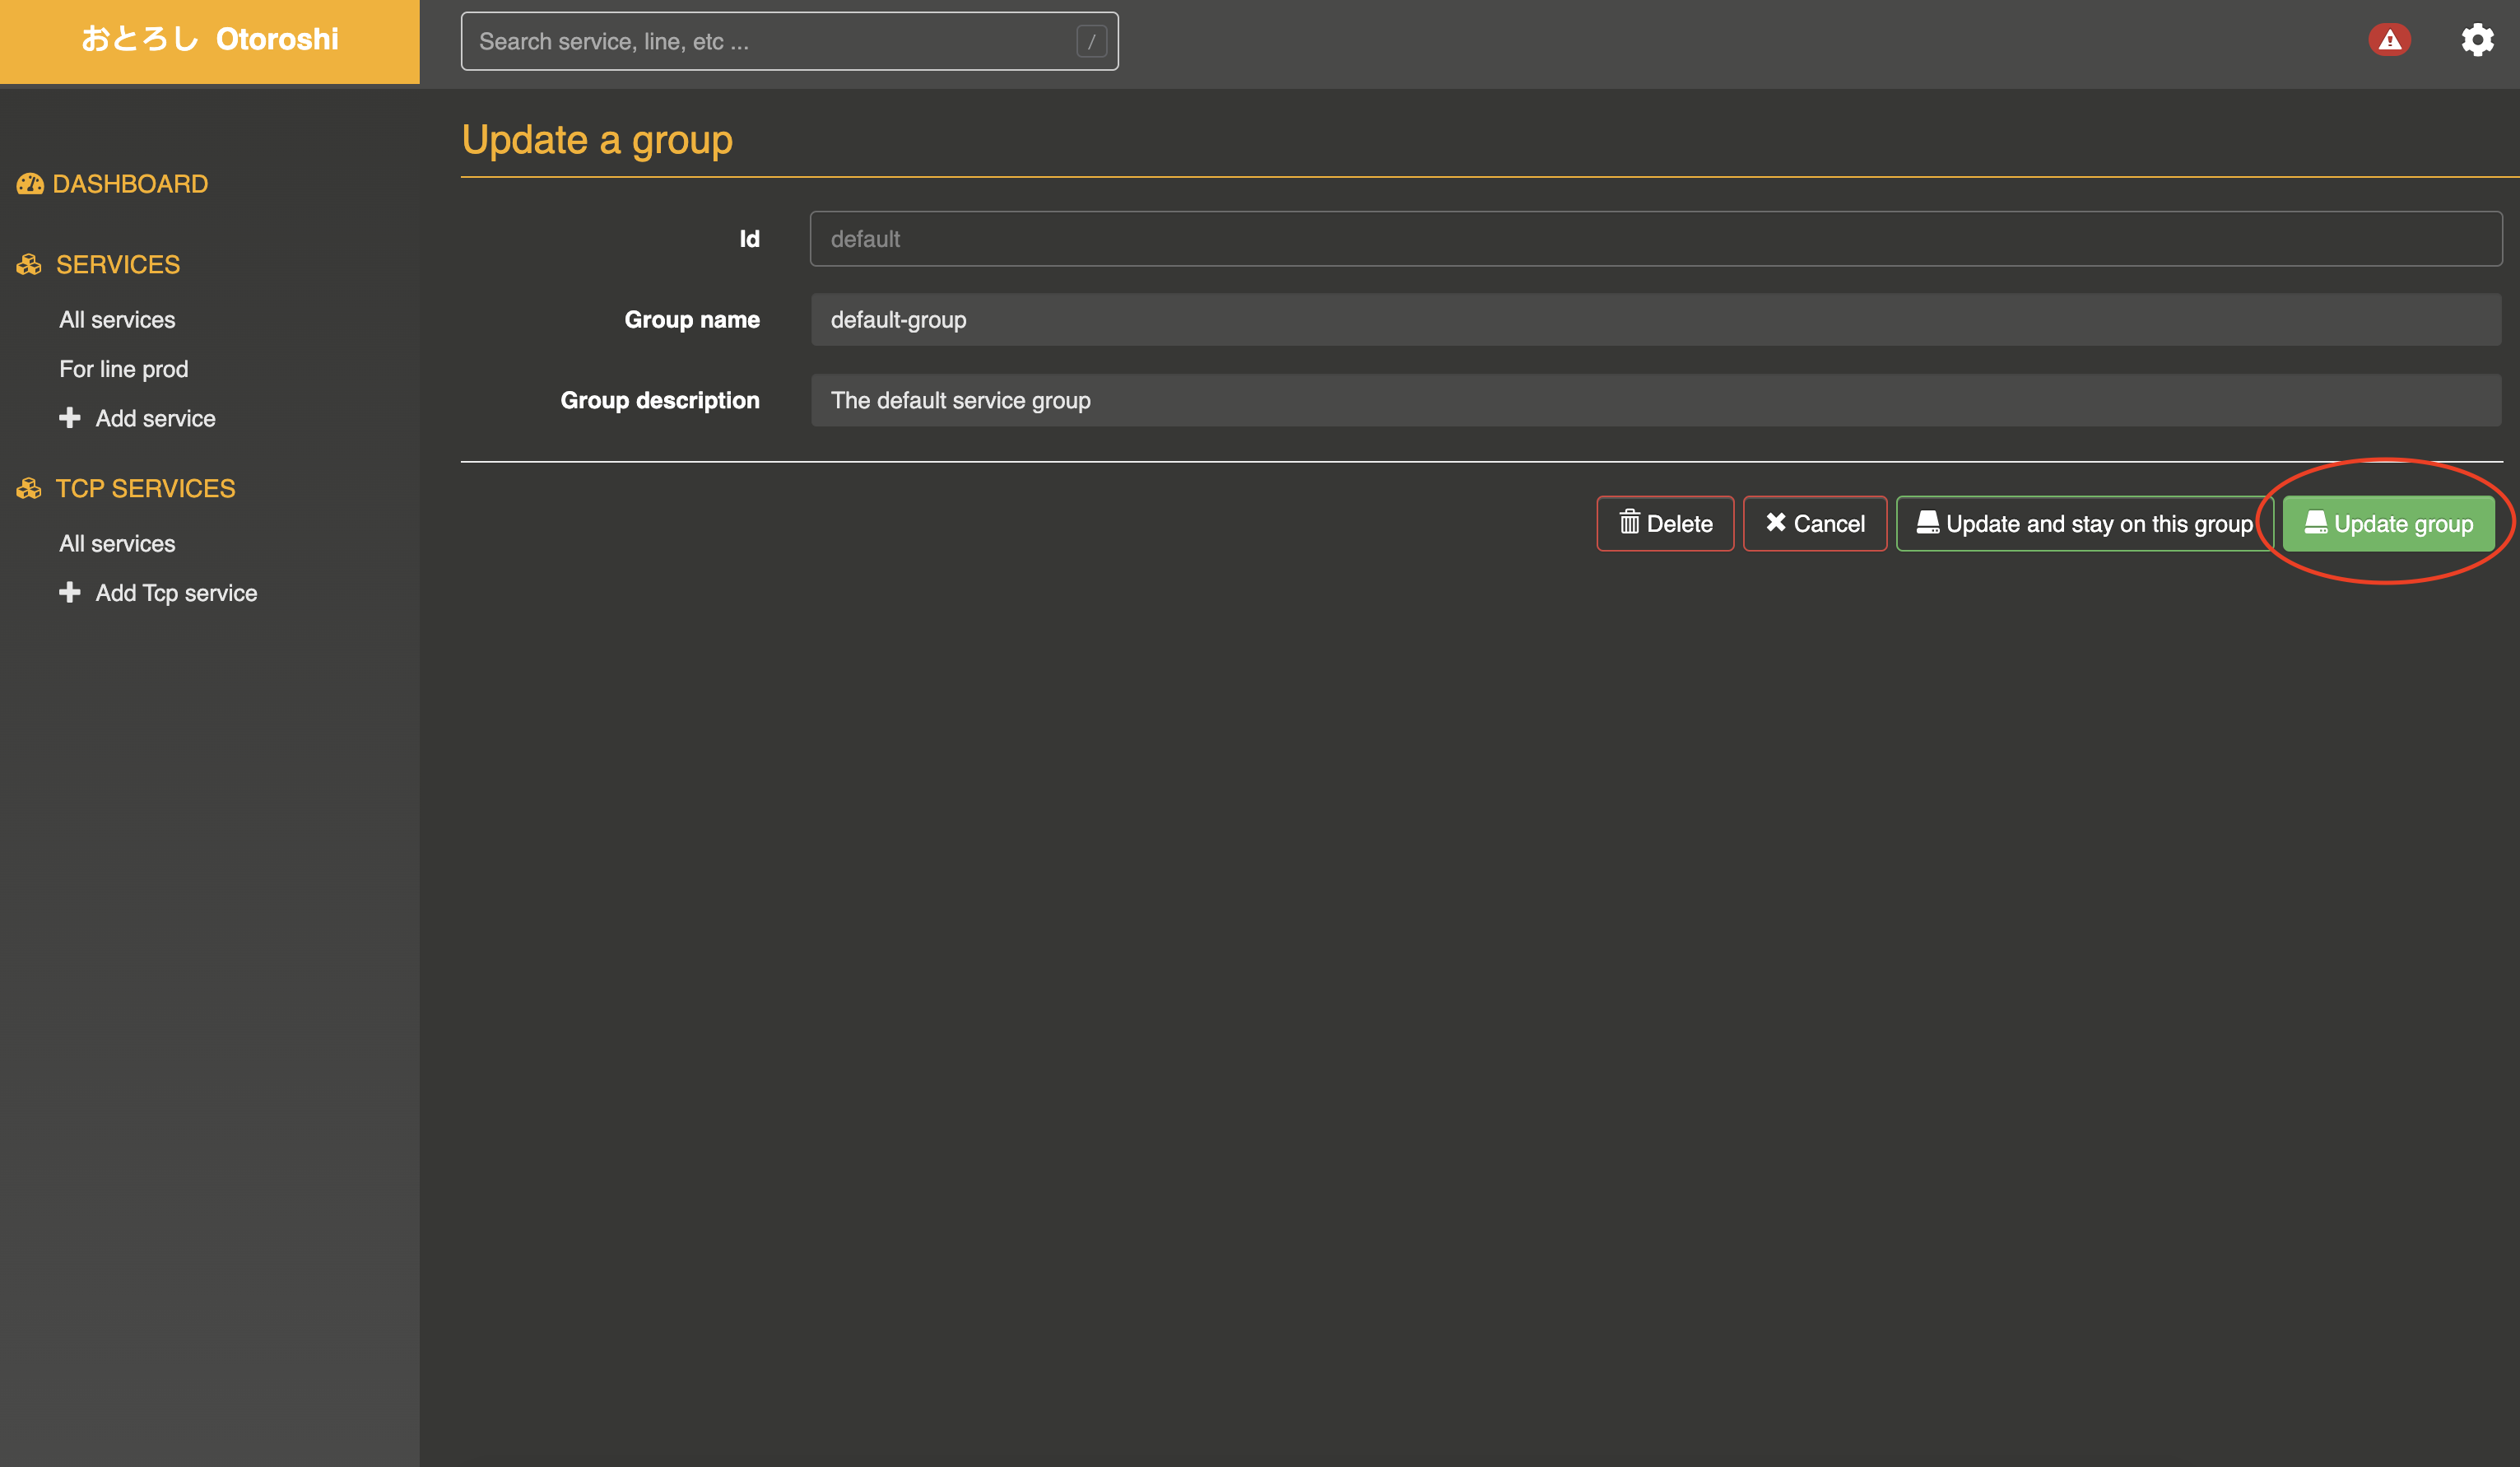 おとろし Otoroshi
Search service, line, etc ... /
DASHBOARD
SERVICES
All services
For line prod
Add service
TCP SERVICES
All services
Add Tcp service
Update a group
Id default
Group name default-group
Group description The default service group
Delete Cancel Update and stay on this group Update group